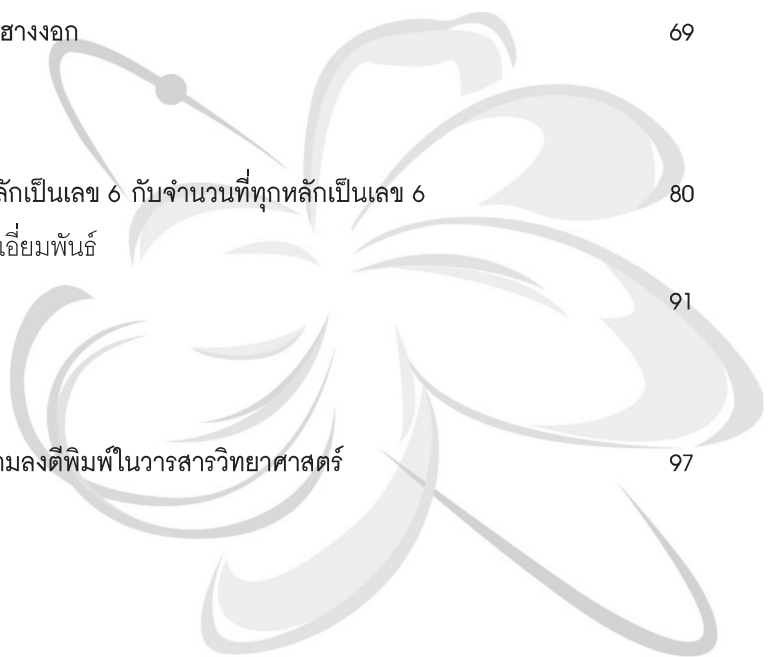 ฮางงอก 69
ลักเป็นเลข 6 กับจำนวนที่ทุกหลักเป็นเลข 6 80
เอี่ยมพันธ์
91
ามลงตีพิมพ์ในวารสารวิทยาศาสตร์ 97